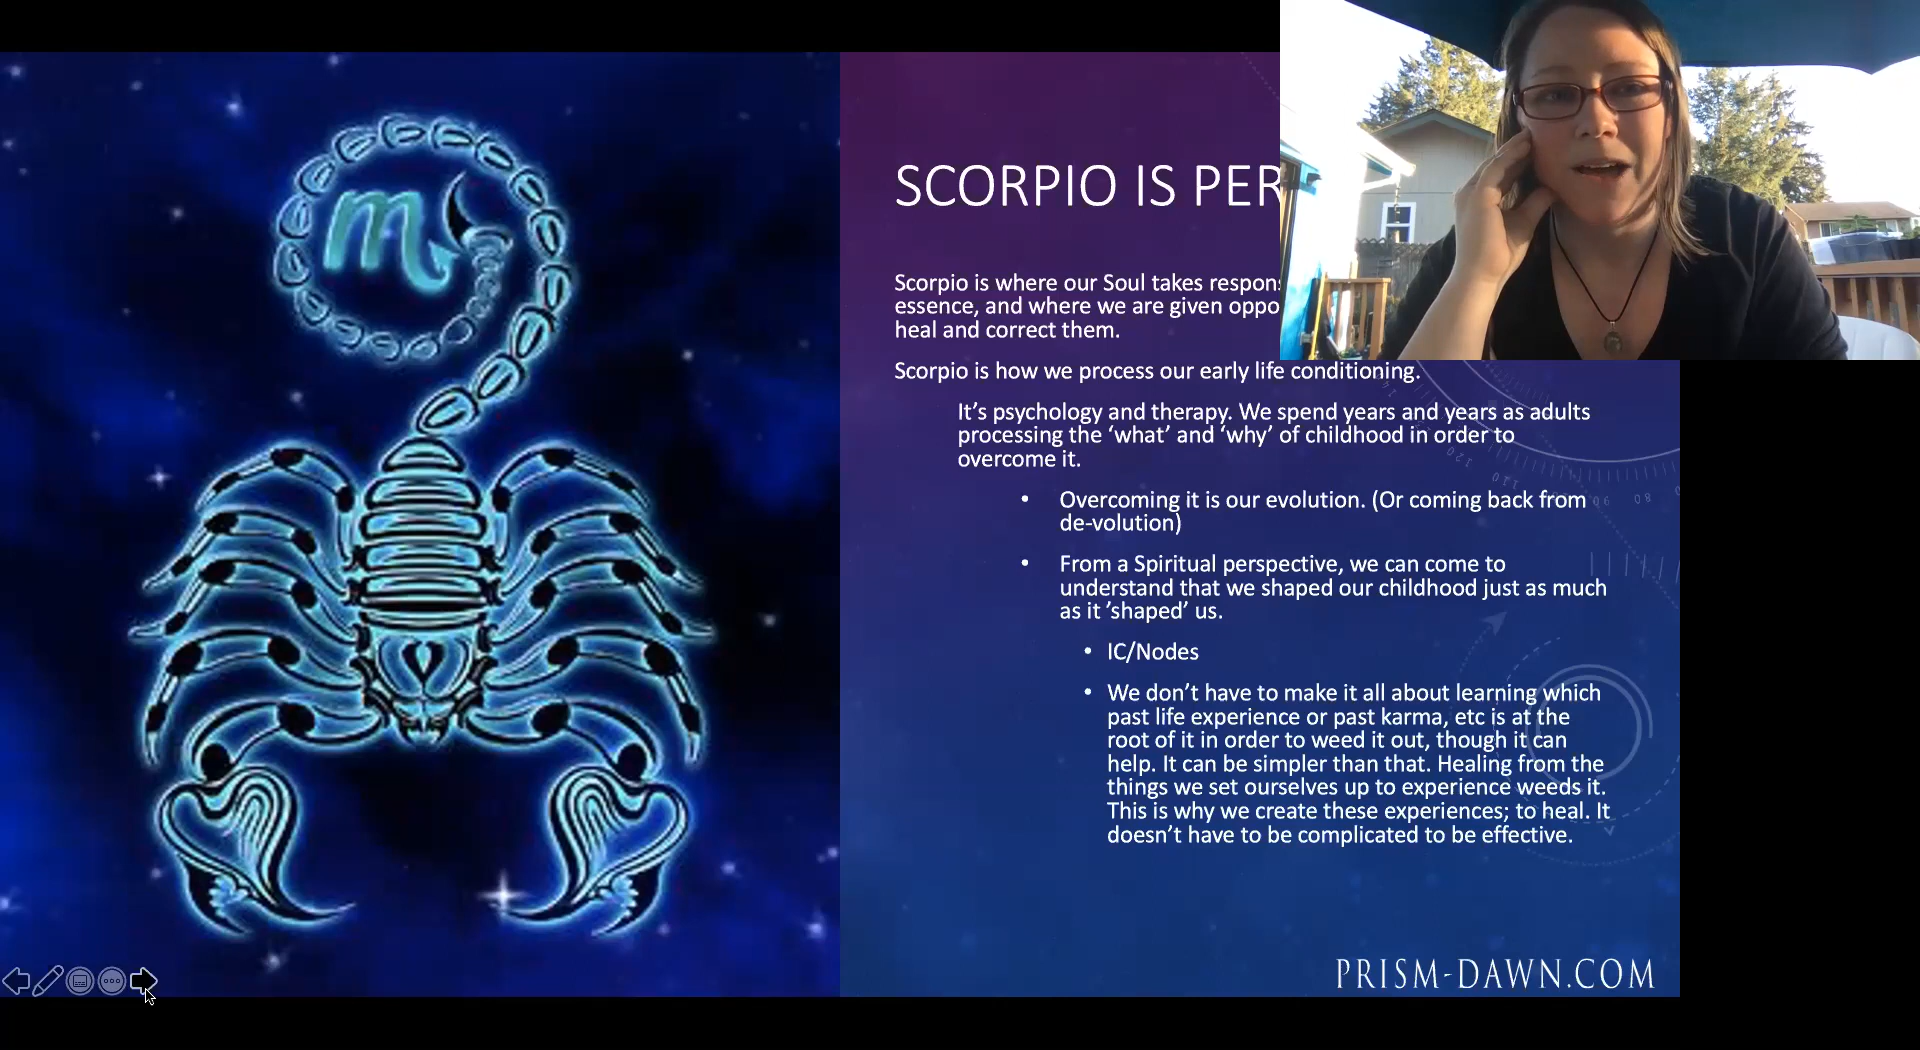 SCORPIO IS PER
Scorpio is where our Soul takes respons
essence, and where we are given oppo
heal and correct them.
Scorpio is how we process our early life conditioning.
It’s psychology and therapy. We spend years and years as adults
processing the ‘what’ and ‘why’ of childhood in order to
overcome it.
• Overcoming it is our evolution. (Or coming back from
de-volution)
• From a Spiritual perspective, we can come to
understand that we shaped our childhood just as much
as it ’shaped’ us.
• IC/Nodes
• We don’t have to make it all about learning which
past life experience or past karma, etc is at the
root of it in order to weed it out, though it can
help. It can be simpler than that. Healing from the
things we set ourselves up to experience weeds it.
This is why we create these experiences; to heal. It
doesn’t have to be complicated to be effective.
PRISM-DAWN.COM